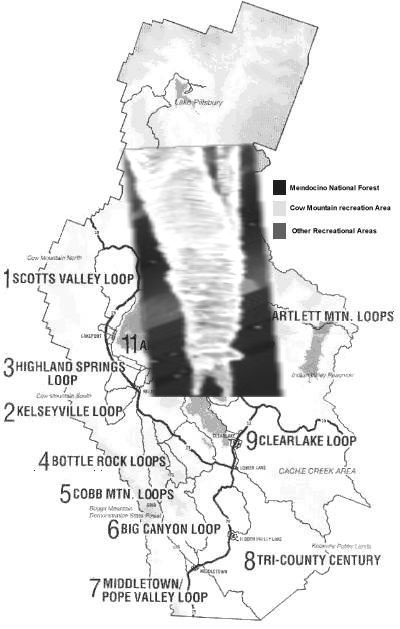 Lake Pillsbury
Mendocino National Forest
Cow Mountain recreation Area
Other Recreational Areas
Cow Mountain North
1 SCOTTS VALLEY LOOP
ARTLETT MTN. LOOPS
LAKEPORT
11 A
3 HIGHLAND SPRINGS
LOOP
Indian Valley Reservoir
Cow Mountain South
2 KELSEYVILLE LOOP
CLEARLAKE
9 CLEARLAKE LOOP
4 BOTTLE ROCK LOOPS
LOWER LAKE
CACHE CREEK AREA
5 COBB MTN. LOOPS
COBB
Boggs Mountain
Demonstration State Forest
6 BIG CANYON LOOP
HIDDEN VALLEY LAKE
Knoxville Public Lands
8 TRI-COUNTY CENTURY
MIDDLETOWN
7 MIDDLETOWN/
POPE VALLEY LOOP